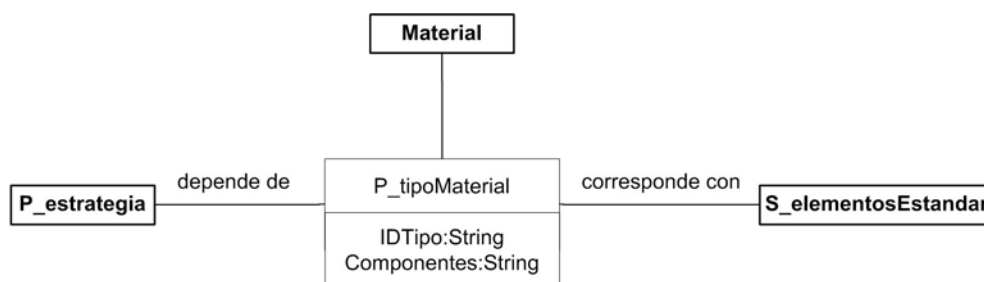 Material
depende de
P_tipoMaterial
corresponde con
P_estrategia
S_elementosEstandar
IDTipo:String
Componentes:String